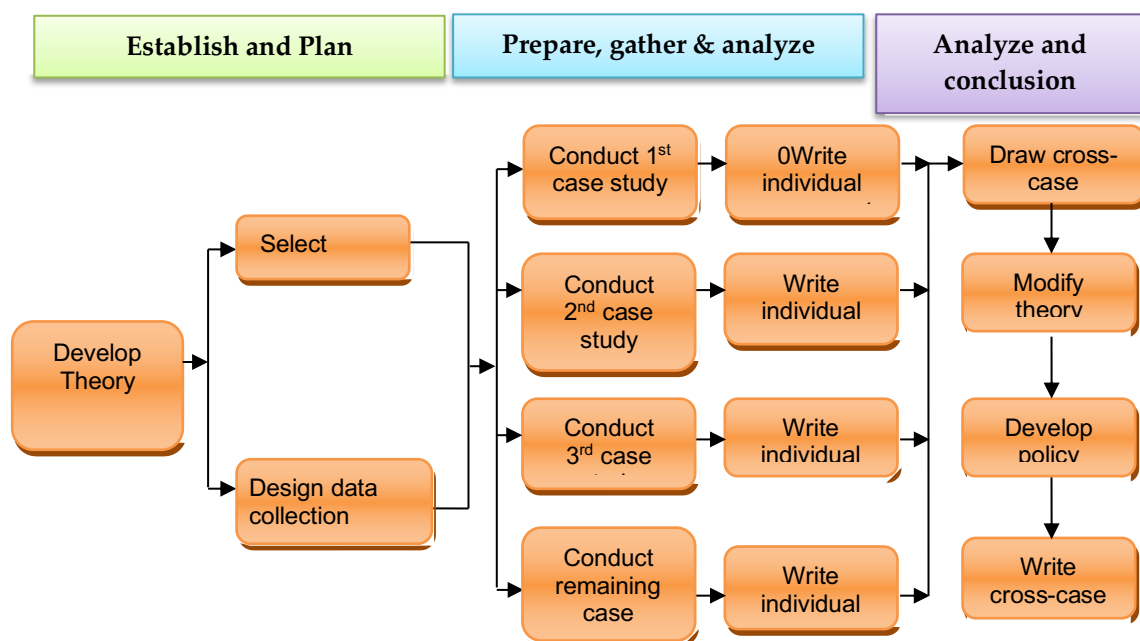 Establish and Plan
Prepare, gather & analyze
Analyze and
conclusion
Develop
Theory
Select
Design data
collection
Conduct 1st
case study
0Write
individual
Conduct
2nd case
study
Write
individual
Conduct
3rd case
Write
individual
Conduct
remaining
case
Write
individual
Draw cross-
case
Modify
theory
Develop
policy
Write
cross-case